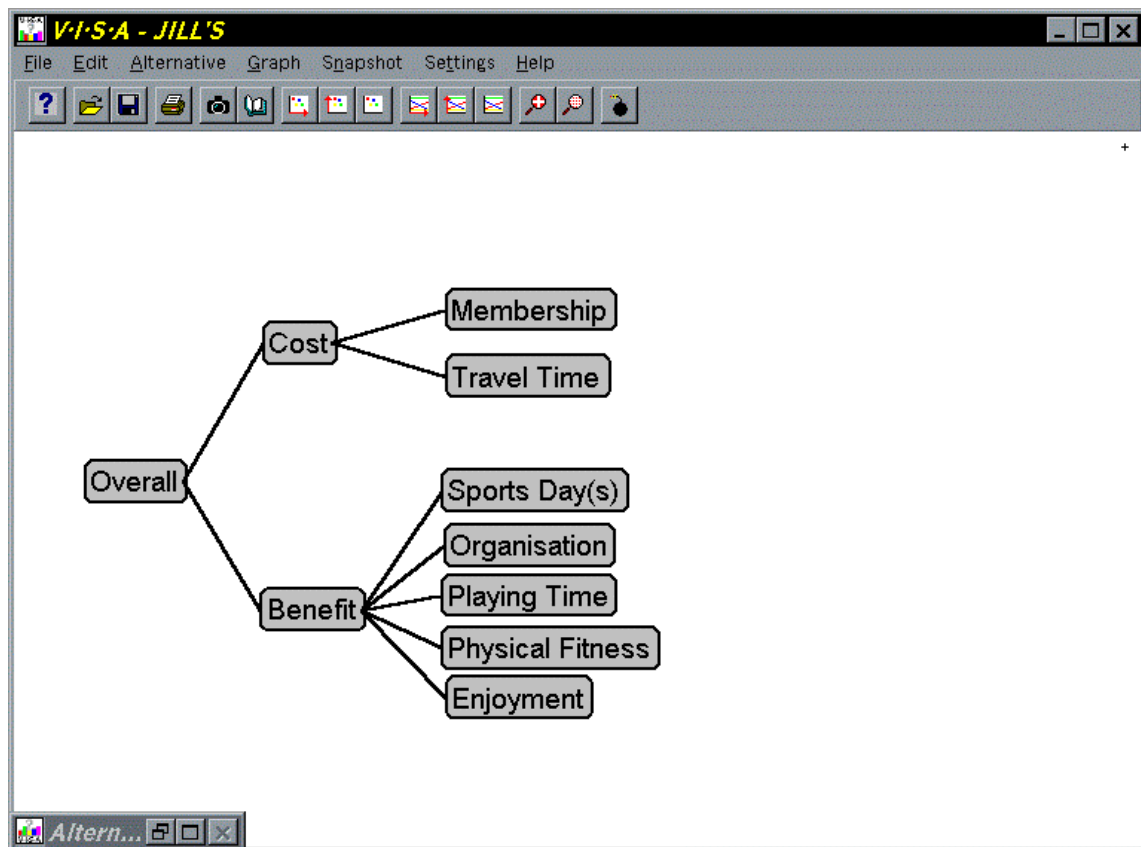 V·I·S·A - JILL'S
File Edit Alternative Graph Snapshot Settings Help
Membership
Cost
Travel Time
Overall
Sports Day(s)
Organisation
Playing Time
Benefit
Physical Fitness
Enjoyment
Altern...